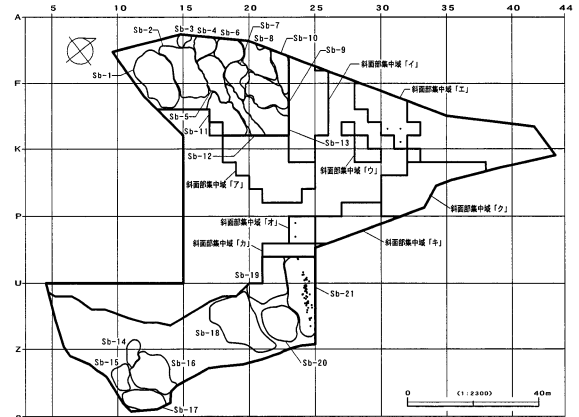 5 10 15 20 25 30 35 40 44
A
F
K
P
U
Z
Sb-1
Sb-2
Sb-3
Sb-4
Sb-6
Sb-7
Sb-8
Sb-10
Sb-9
斜面部集中域「イ」
斜面部集中域「エ」
Sb-5
Sb-11
Sb-12
Sb-13
斜面部集中域「ア」
斜面部集中域「ウ」
斜面部集中域「オ」
斜面部集中域「ク」
斜面部集中域「カ」
斜面部集中域「キ」
Sb-19
Sb-21
Sb-18
Sb-20
Sb-14
Sb-15
Sb-16
Sb-17
0 (1:2300) 40m